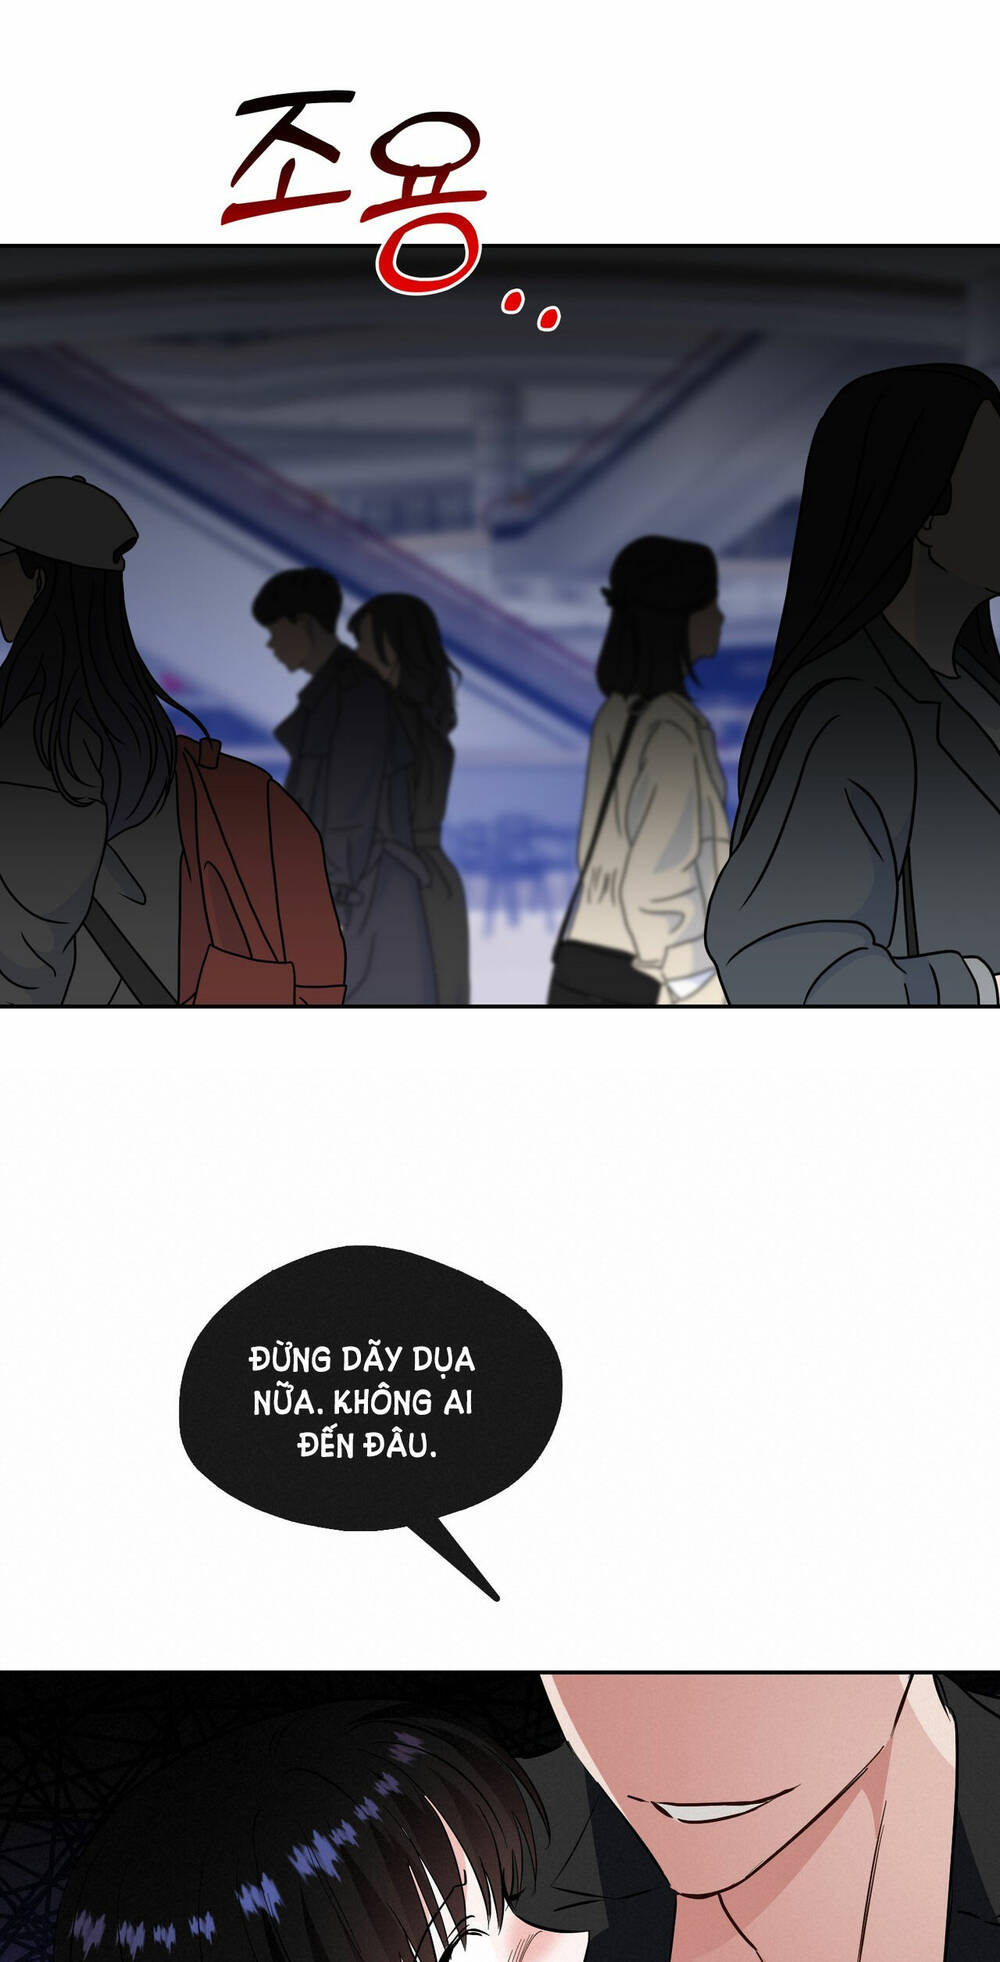 조용..
ĐỪNG DÃY DỤA
NỮA. KHÔNG AI
ĐẾN ĐÂU.